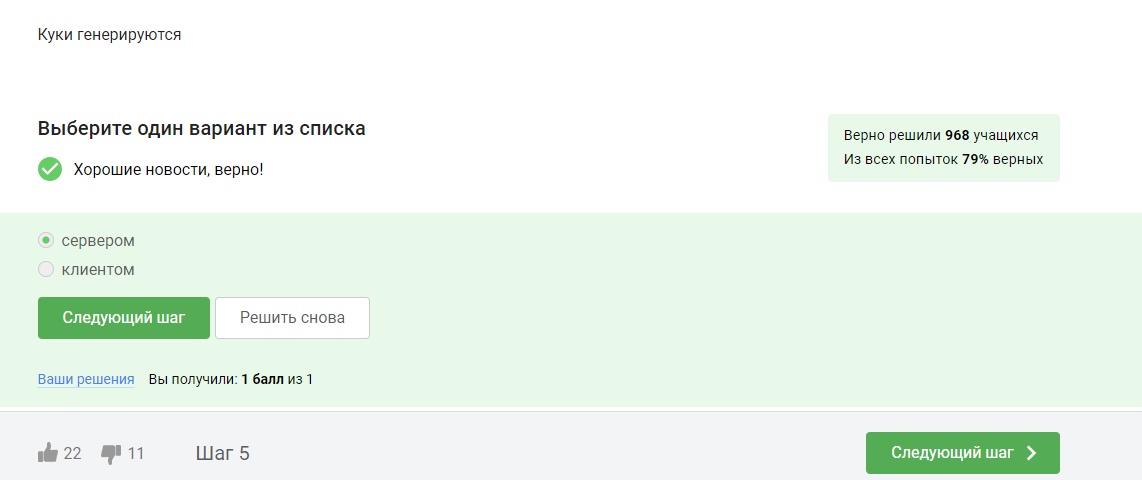 Куки генерируются
Выберите один вариант из списка
Верно решили 968 учащихся
Из всех попыток 79% верных
Хорошие новости, верно!
сервером
клиентом
Следующий шаг
Решить снова
Ваши решения Вы получили: 1 балл из 1
22 11 Шаг 5 Следующий шаг